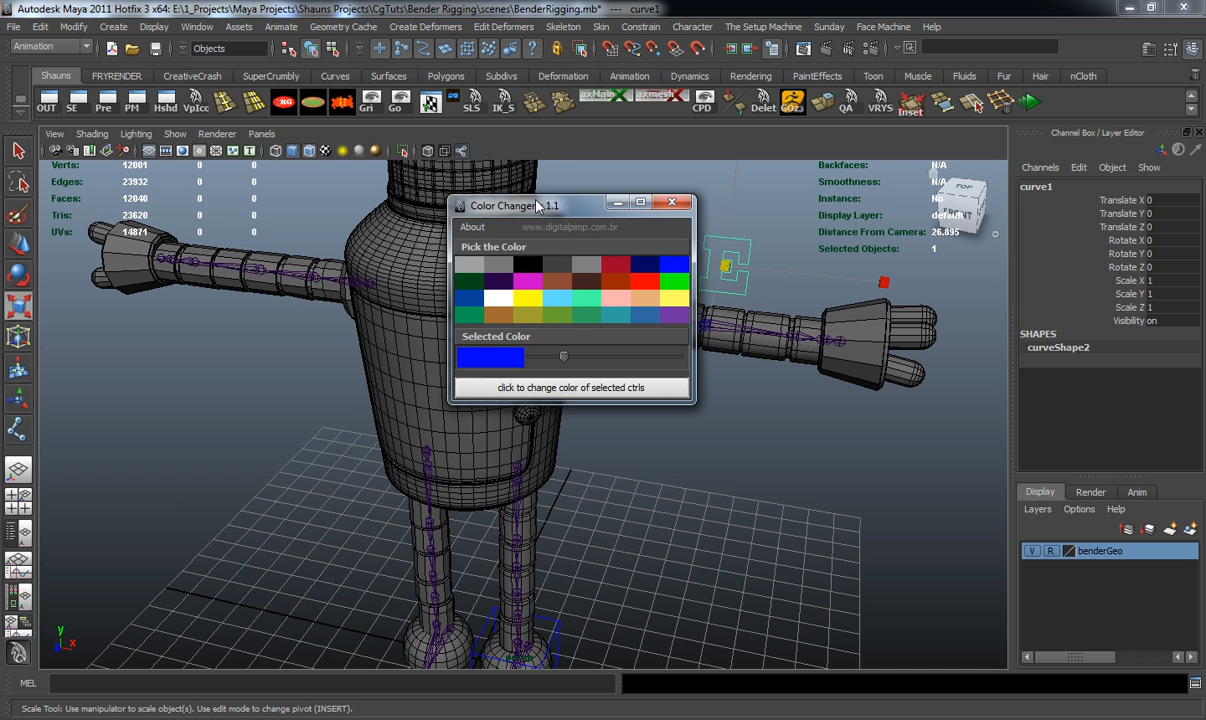 Autodesk Maya 2011 Hotfix 3 x64: E:\1_Projects\Maya Projects\Shauns Projects\CgTuts\Bender Rigging\scenes\BenderRigging.mb* --- curve1
File Edit Modify Create Display Window Assets Animate Geometry Cache Create Deformers Edit Deformers Skeleton Skin Constrain Character The Setup Machine Sunday Face Machine Help
Animation Objects
Shauns FRYRENDER CreativeCrash SuperCrumbly Curves Surfaces Polygons Subdivs Deformation Animation Dynamics Rendering PaintEffects Toon Muscle Fluids Fur Hair nCloth
OUT SE Pre PM Hshd VpIcc Gri Go SLS IK_S axMain axmesh CPD Delet GOz3 QA VRYS Inset
View Shading Lighting Show Renderer Panels
Channel Box / Layer Editor
Channels Edit Object Show
Verts: 12001 0 0
Edges: 23932 0 0
Faces: 12040 0 0
Tris: 23620 0 0
UVs: 14871 0 0
Backfaces: N/A
Smoothness: N/A
Instance: No
Display Layer: default
Distance From Camera: 26.895
Selected Objects: 1
TOP
FRONT
curve1
Translate X 0
Translate Y 0
Translate Z 0
Rotate X 0
Rotate Y 0
Rotate Z 0
Scale X 1
Scale Y 1
Scale Z 1
Visibility on
SHAPES
curveShape2
Color Changer 1.1
About www.digitalpimp.com.br
Pick the Color
Selected Color
click to change color of selected ctrls
Display Render Anim
Layers Options Help
V R benderGeo
y
x
MEL
Scale Tool: Use manipulator to scale object(s). Use edit mode to change pivot (INSERT).